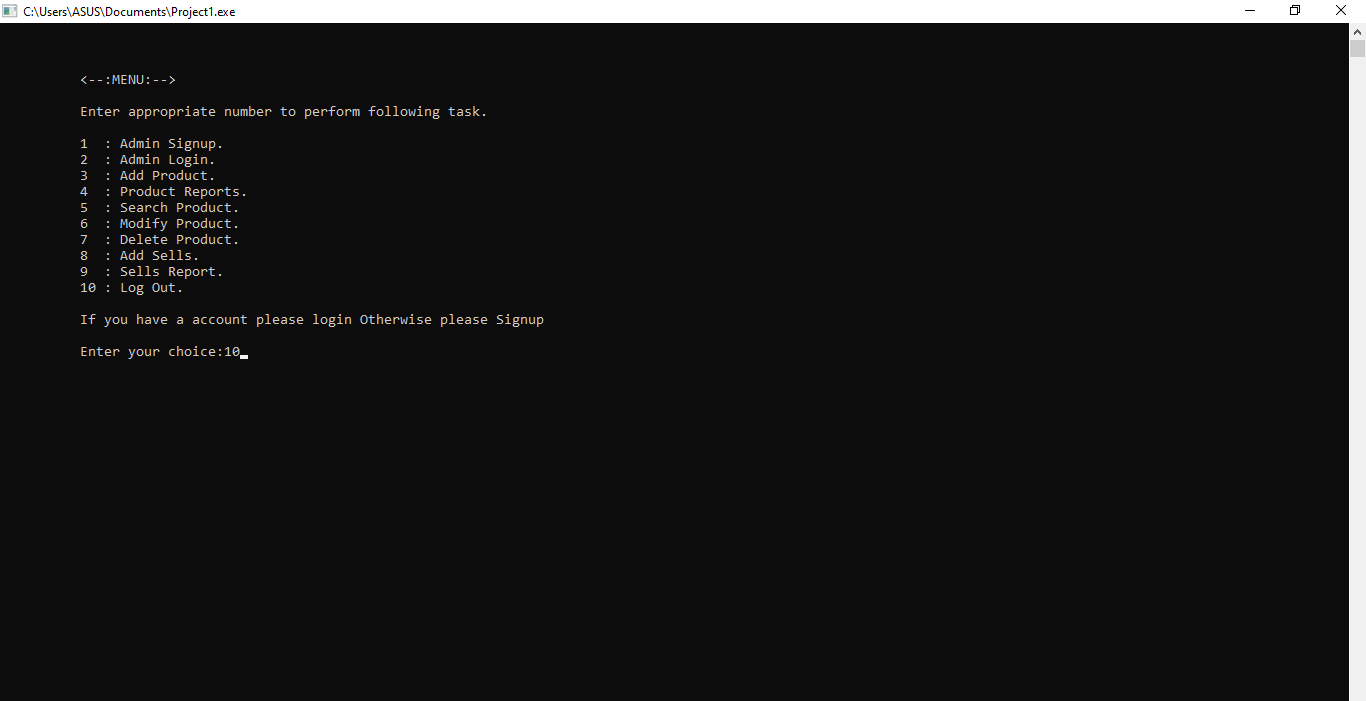 C:\Users\ASUS\Documents\Project1.exe
<--:MENU:-->
Enter appropriate number to perform following task.
1  : Admin Signup.
2  : Admin Login.
3  : Add Product.
4  : Product Reports.
5  : Search Product.
6  : Modify Product.
7  : Delete Product.
8  : Add Sells.
9  : Sells Report.
10 : Log Out.
If you have a account please login Otherwise please Signup
Enter your choice:10